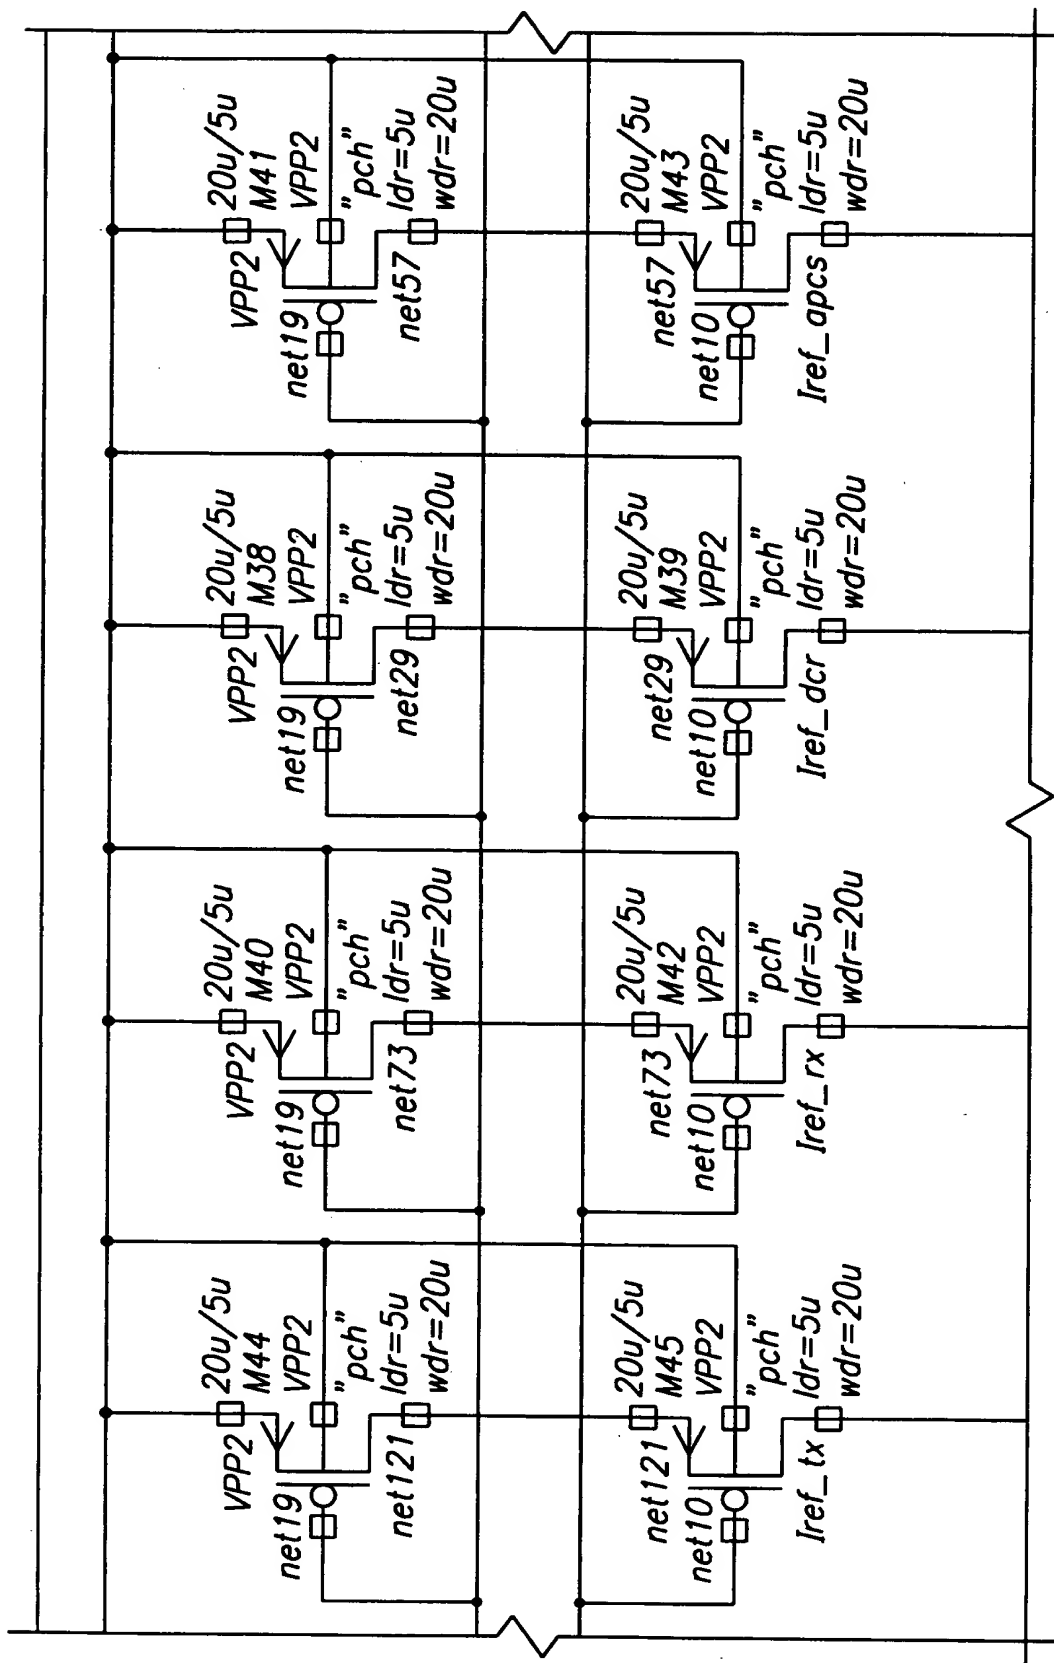 20u/5u
M44
VPP2
VPP2
net19
"pch"
ldr=5u
wdr=20u
net121
20u/5u
M40
VPP2
VPP2
net19
"pch"
ldr=5u
wdr=20u
net73
20u/5u
M38
VPP2
VPP2
net19
"pch"
ldr=5u
wdr=20u
net29
20u/5u
M41
VPP2
VPP2
net19
"pch"
ldr=5u
wdr=20u
net57
20u/5u
M45
net121
VPP2
net10
"pch"
ldr=5u
wdr=20u
Iref_tx
20u/5u
M42
net73
VPP2
net10
"pch"
ldr=5u
wdr=20u
Iref_rx
20u/5u
M39
net29
VPP2
net10
"pch"
ldr=5u
wdr=20u
Iref_dcr
20u/5u
M43
net57
VPP2
net10
"pch"
ldr=5u
wdr=20u
Iref_apcs